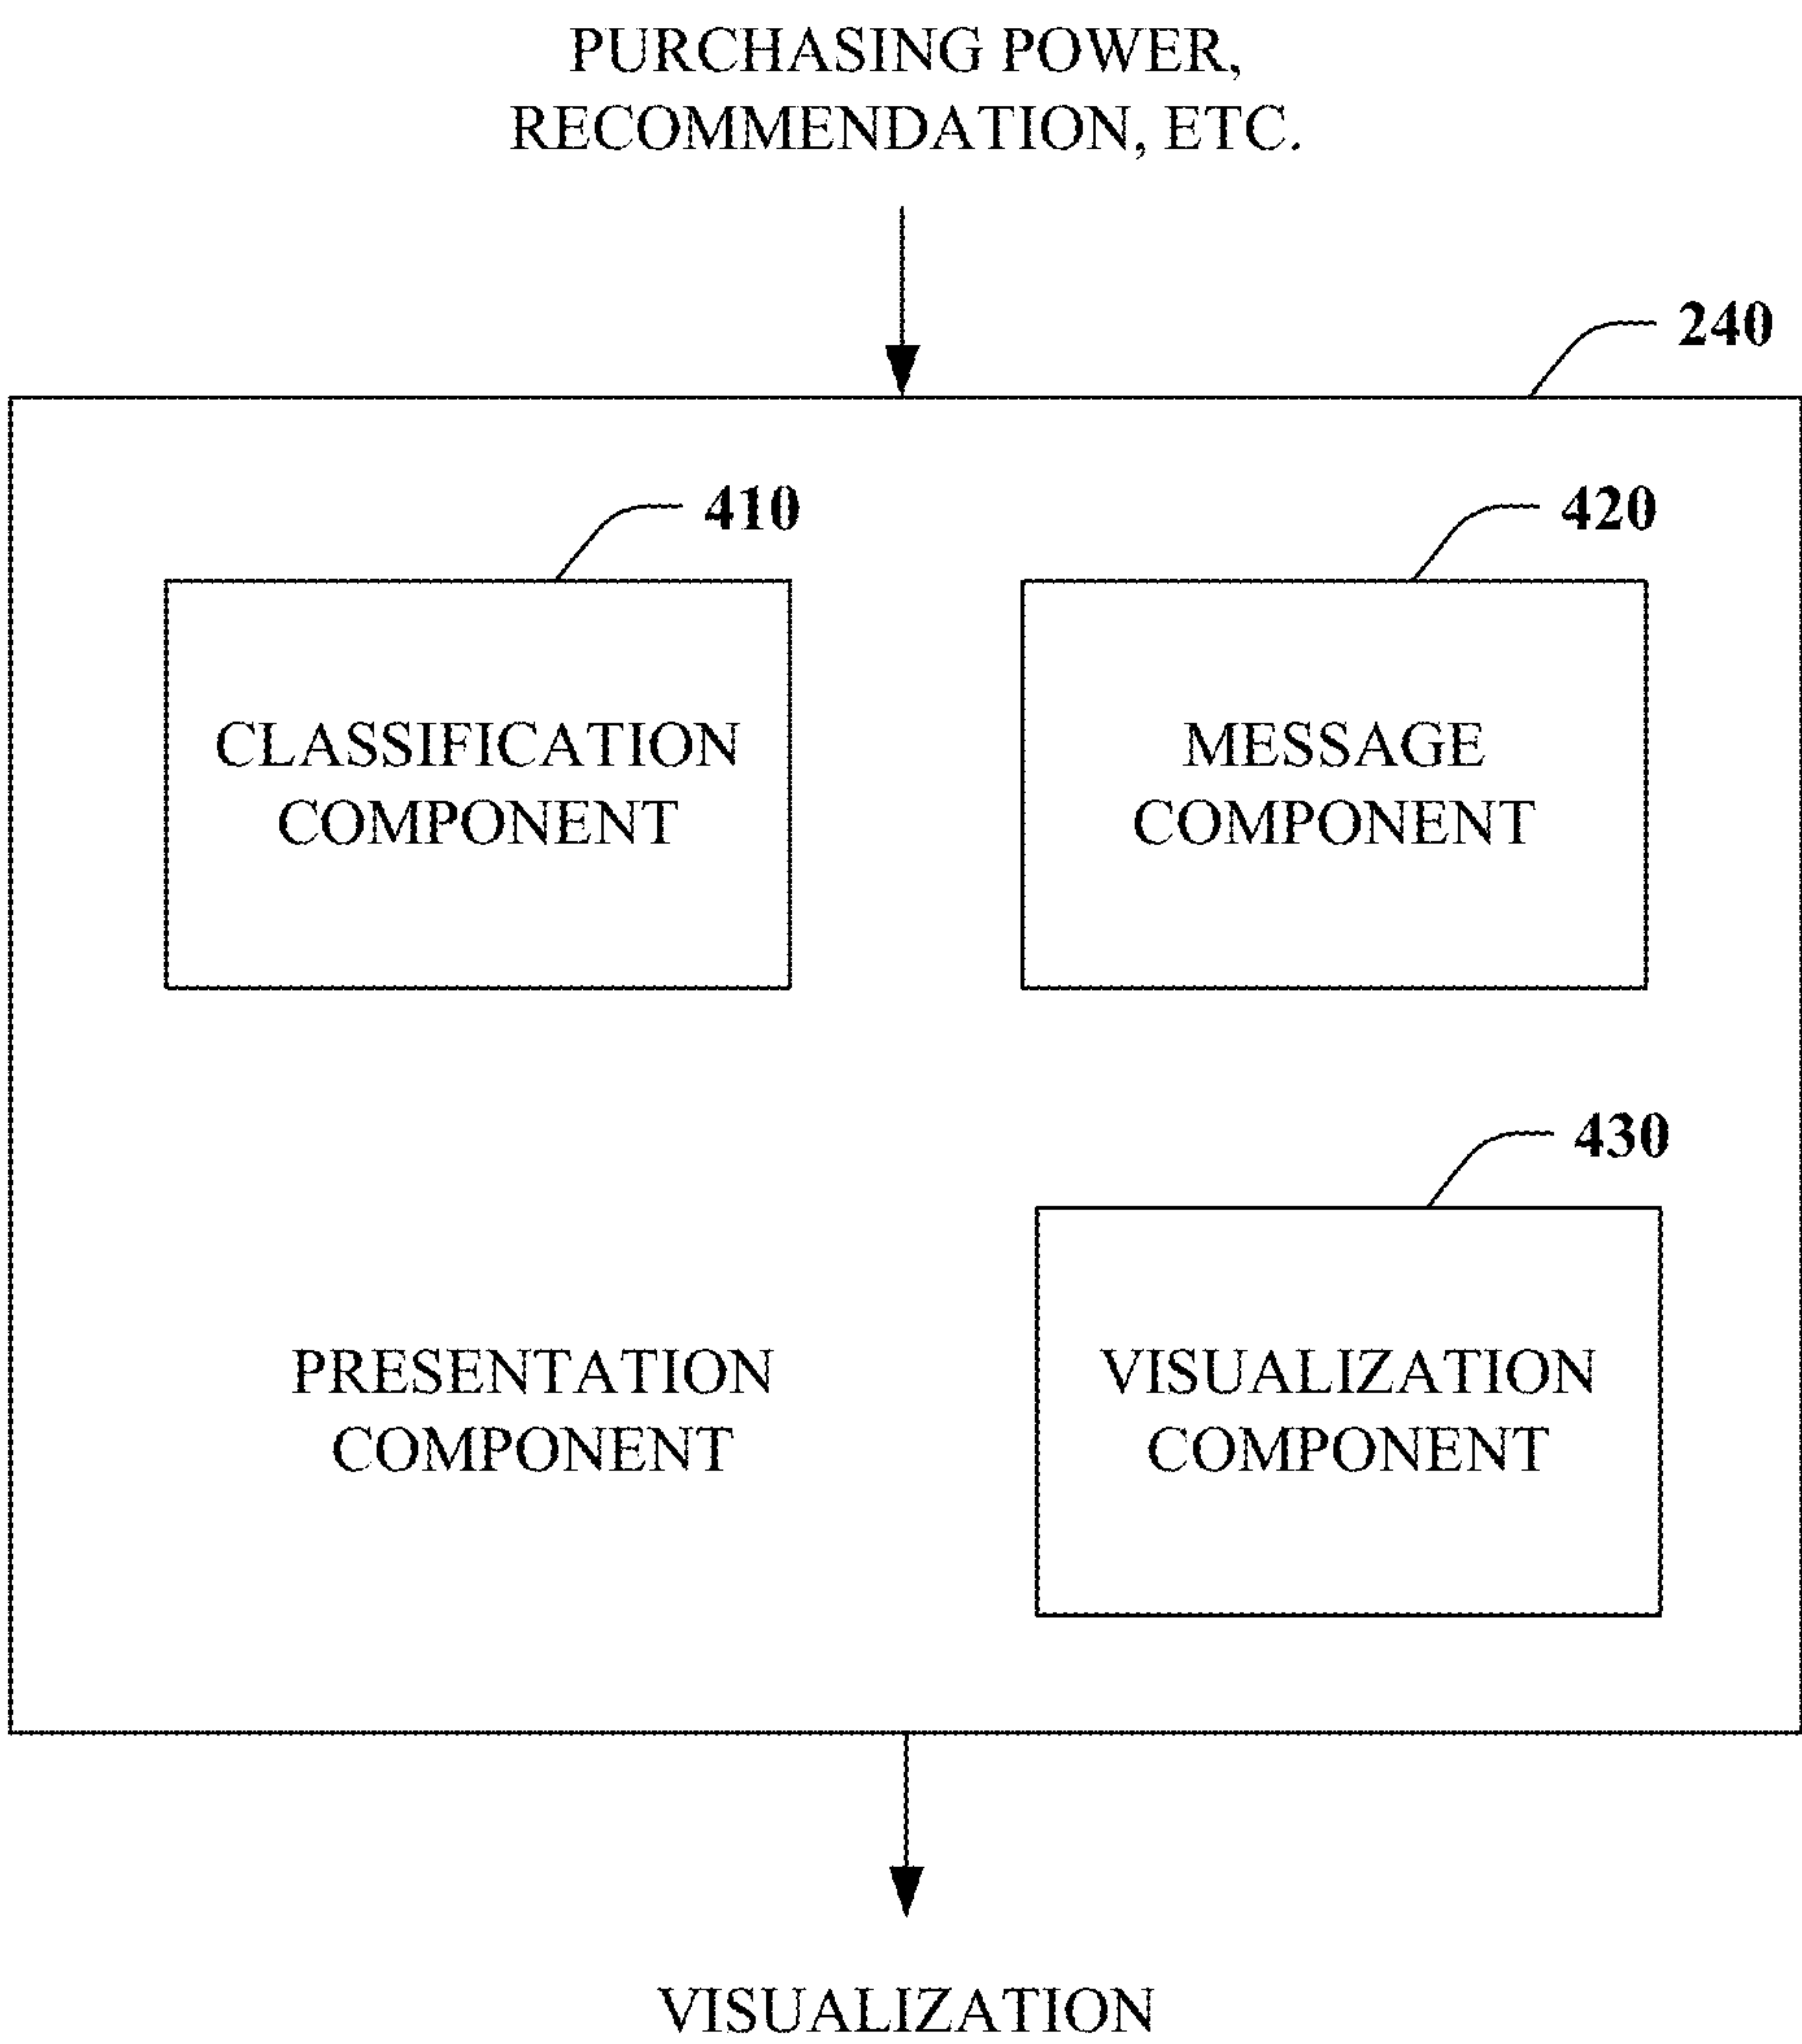 PURCHASING POWER,
RECOMMENDATION, ETC.
240
410
420
CLASSIFICATION
COMPONENT
MESSAGE
COMPONENT
430
PRESENTATION
COMPONENT
VISUALIZATION
COMPONENT
VISUALIZATION